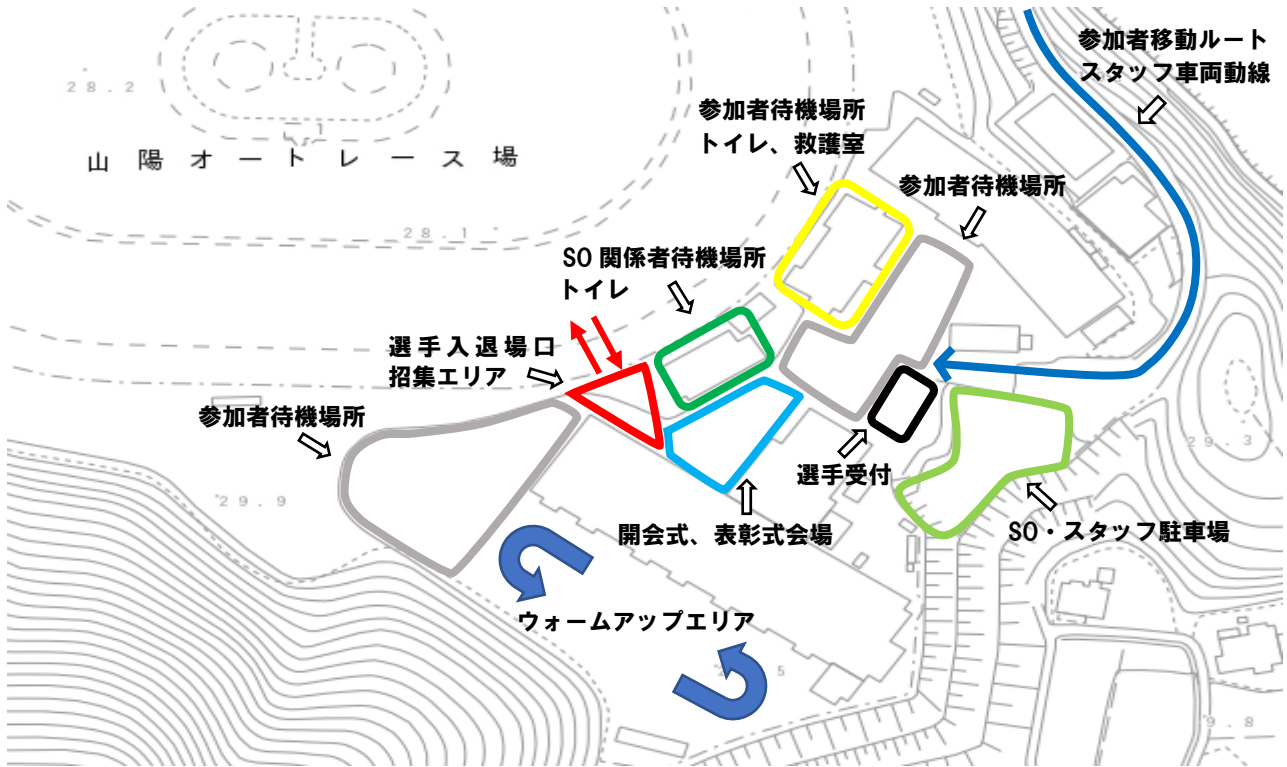 参加者移動ルート
スタッフ車両動線
28.2
参加者待機場所
トイレ、救護室
山陽オートレース場
参加者待機場所
28.1
SO関係者待機場所
トイレ
選手入退場口
招集エリア
参加者待機場所
29.3
選手受付
29.9
開会式、表彰式会場
SO・スタッフ駐車場
ウォームアップエリア
5
9.8